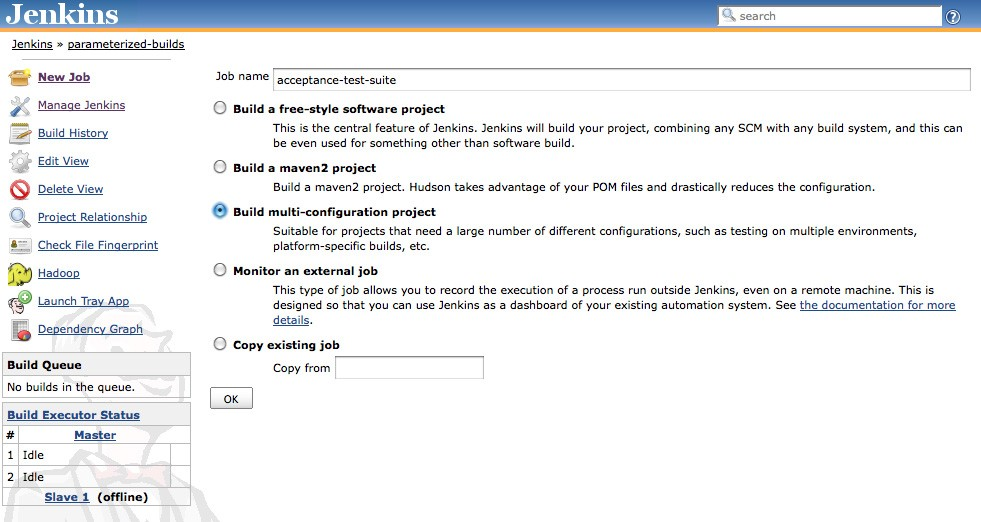 Jenkins
search
Jenkins » parameterized-builds
New Job
Manage Jenkins
Build History
Edit View
Delete View
Project Relationship
Check File Fingerprint
Hadoop
Launch Tray App
Dependency Graph
Build Queue
No builds in the queue.
Build Executor Status
# Master
1 Idle
2 Idle
Slave 1 (offline)
Job name acceptance-test-suite
Build a free-style software project
This is the central feature of Jenkins. Jenkins will build your project, combining any SCM with any build system, and this can
be even used for something other than software build.
Build a maven2 project
Build a maven2 project. Hudson takes advantage of your POM files and drastically reduces the configuration.
Build multi-configuration project
Suitable for projects that need a large number of different configurations, such as testing on multiple environments,
platform-specific builds, etc.
Monitor an external job
This type of job allows you to record the execution of a process run outside Jenkins, even on a remote machine. This is
designed so that you can use Jenkins as a dashboard of your existing automation system. See the documentation for more
details.
Copy existing job
Copy from
OK